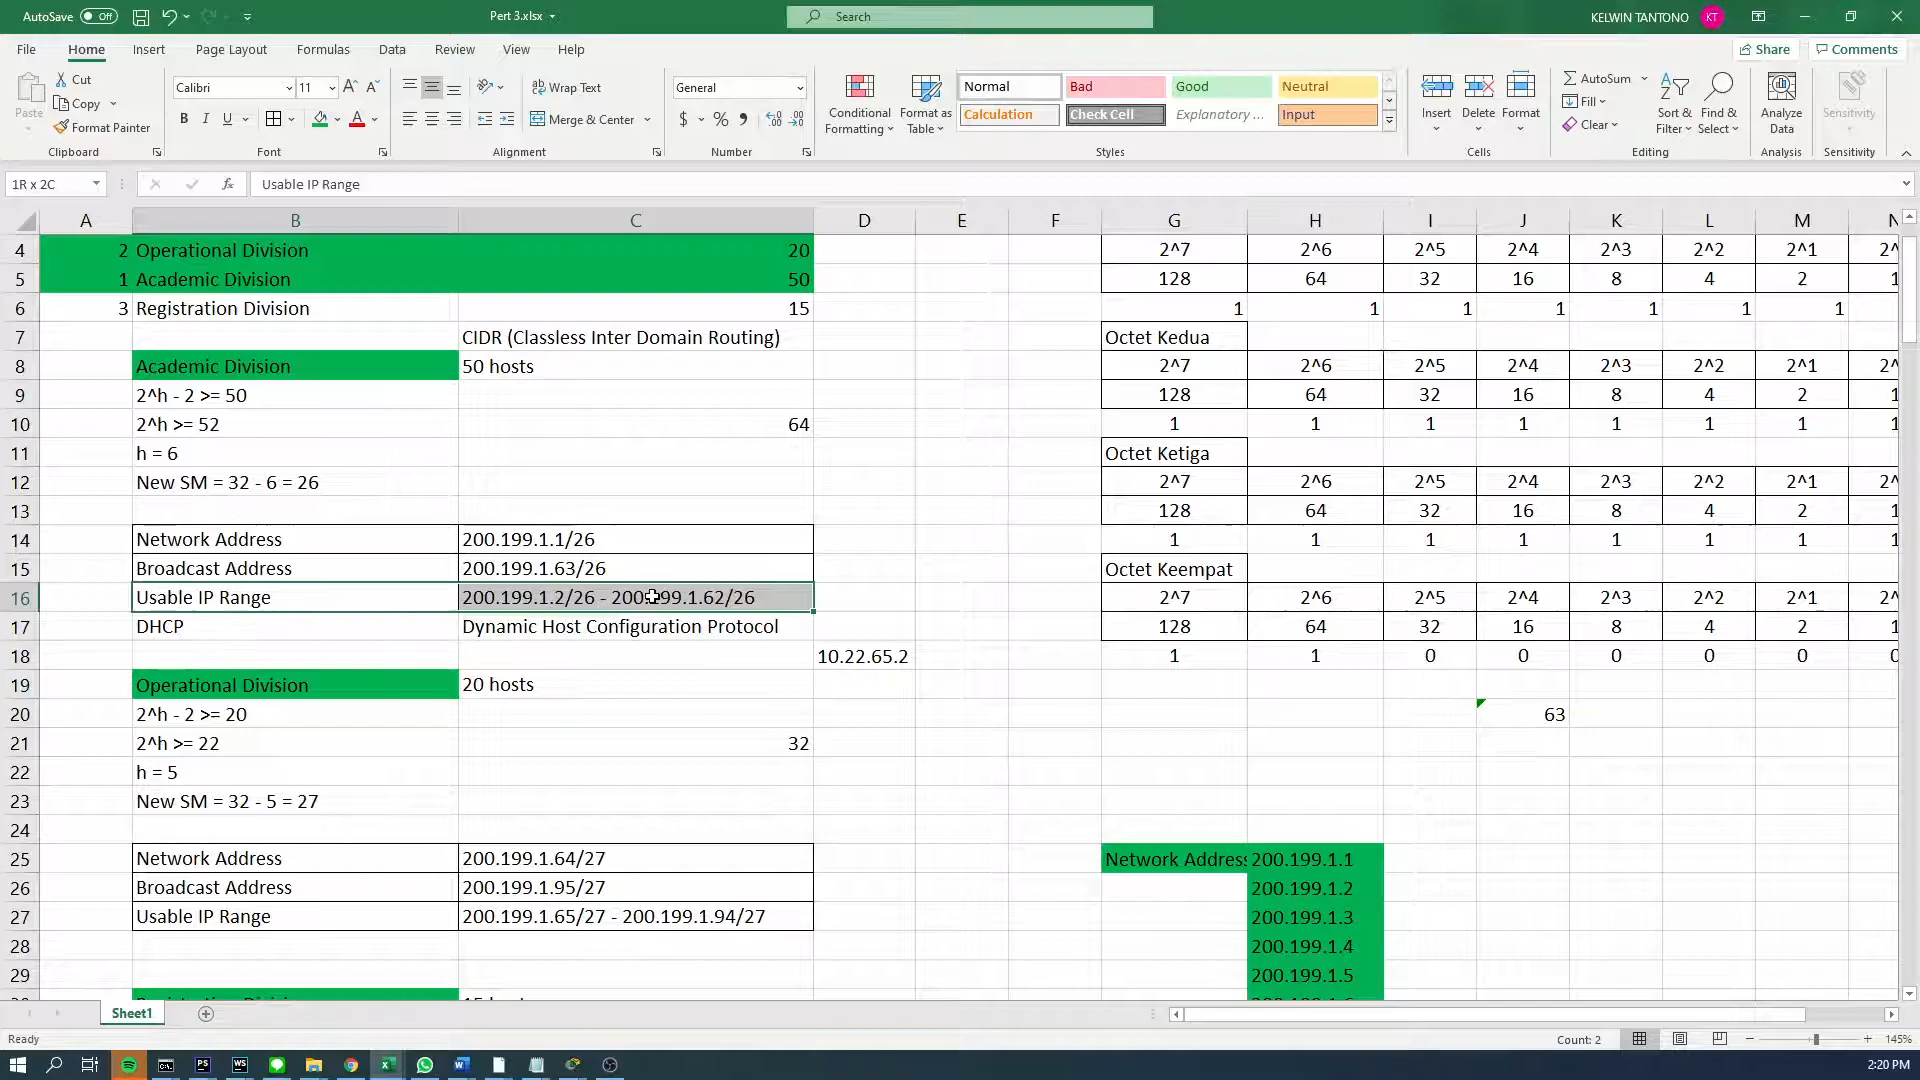 AutoSave Off Pert 3.xlsx Search KELWIN TANTONO KT
File Home Insert Page Layout Formulas Data Review View Help Share Comments
Paste Cut Copy Format Painter Clipboard
Calibri 11 A A B I U A Font
Wrap Text Merge & Center Alignment
General $ % Number
Conditional Formatting Format as Table
Normal Bad Good Neutral
Calculation Check Cell Explanatory ... Input
Styles
Insert Delete Format Cells
AutoSum Fill Clear Sort & Filter Find & Select Editing
Analyze Data Analysis
Sensitivity Sensitivity
1R x 2C fx Usable IP Range
A B C D E F G H I J K L M N
4 2 Operational Division 20 2^7 2^6 2^5 2^4 2^3 2^2 2^1
5 1 Academic Division 50 128 64 32 16 8 4 2 1
6 3 Registration Division 15 1 1 1 1 1 1 1
7 CIDR (Classless Inter Domain Routing) Octet Kedua
8 Academic Division 50 hosts 2^7 2^6 2^5 2^4 2^3 2^2 2^1
9 2^h - 2 >= 50 128 64 32 16 8 4 2 1
10 2^h >= 52 64 1 1 1 1 1 1 1 1
11 h = 6 Octet Ketiga
12 New SM = 32 - 6 = 26 2^7 2^6 2^5 2^4 2^3 2^2 2^1
13 128 64 32 16 8 4 2 1
14 Network Address 200.199.1.1/26 1 1 1 1 1 1 1 1
15 Broadcast Address 200.199.1.63/26 Octet Keempat
16 Usable IP Range 200.199.1.2/26 - 200.199.1.62/26 2^7 2^6 2^5 2^4 2^3 2^2 2^1
17 DHCP Dynamic Host Configuration Protocol 128 64 32 16 8 4 2 1
18 10.22.65.2 1 1 0 0 0 0 0 0
19 Operational Division 20 hosts
20 2^h - 2 >= 20 63
21 2^h >= 22 32
22 h = 5
23 New SM = 32 - 5 = 27
24
25 Network Address 200.199.1.64/27 Network Address 200.199.1.1
26 Broadcast Address 200.199.1.95/27 200.199.1.2
27 Usable IP Range 200.199.1.65/27 - 200.199.1.94/27 200.199.1.3
28 200.199.1.4
29 200.199.1.5
Sheet1
Ready Count: 2 145%
2:20 PM